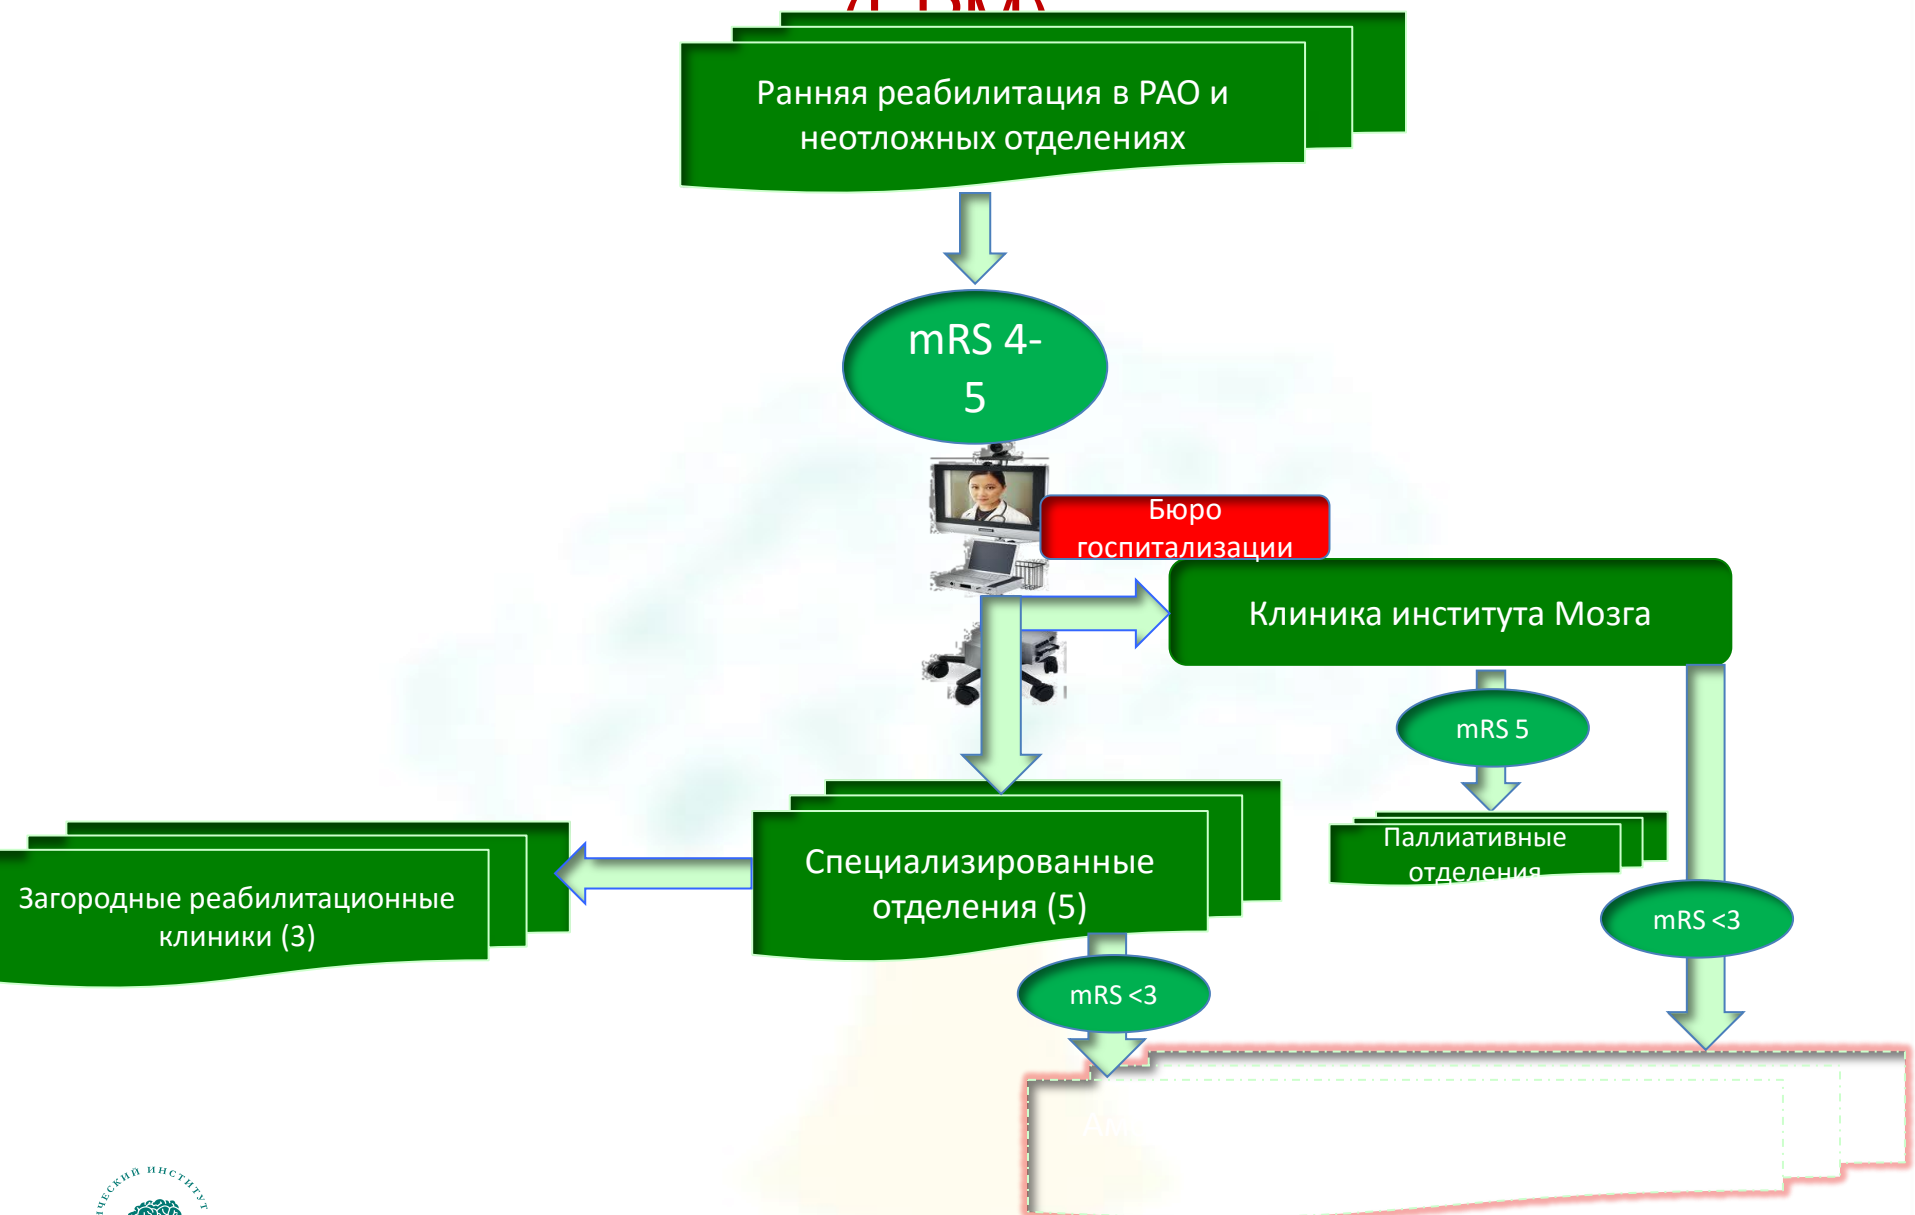 Ранняя реабилитация в РАО и
неотложных отделениях
mRS 4-
5
Бюро
госпитализации
Клиника института Мозга
mRS 5
Паллиативные
отделения
Специализированные
отделения (5)
Загородные реабилитационные
клиники (3)
mRS <3
mRS <3
ИНСТИТУТ